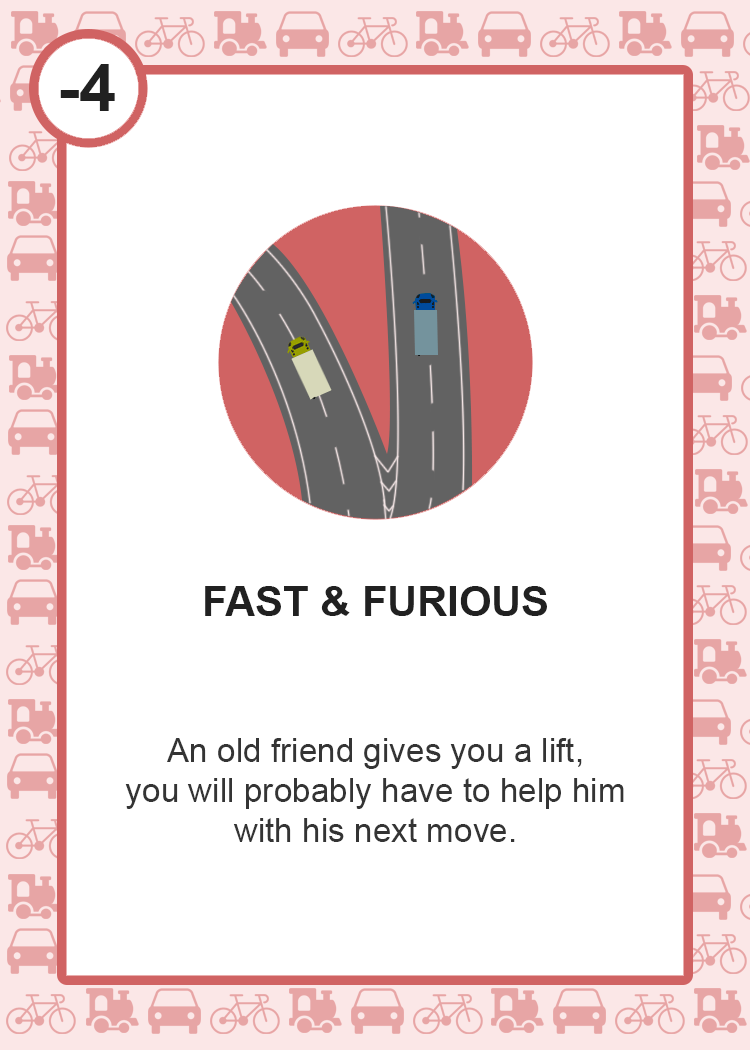 -4
FAST & FURIOUS
An old friend gives you a lift,
you will probably have to help him
with his next move.